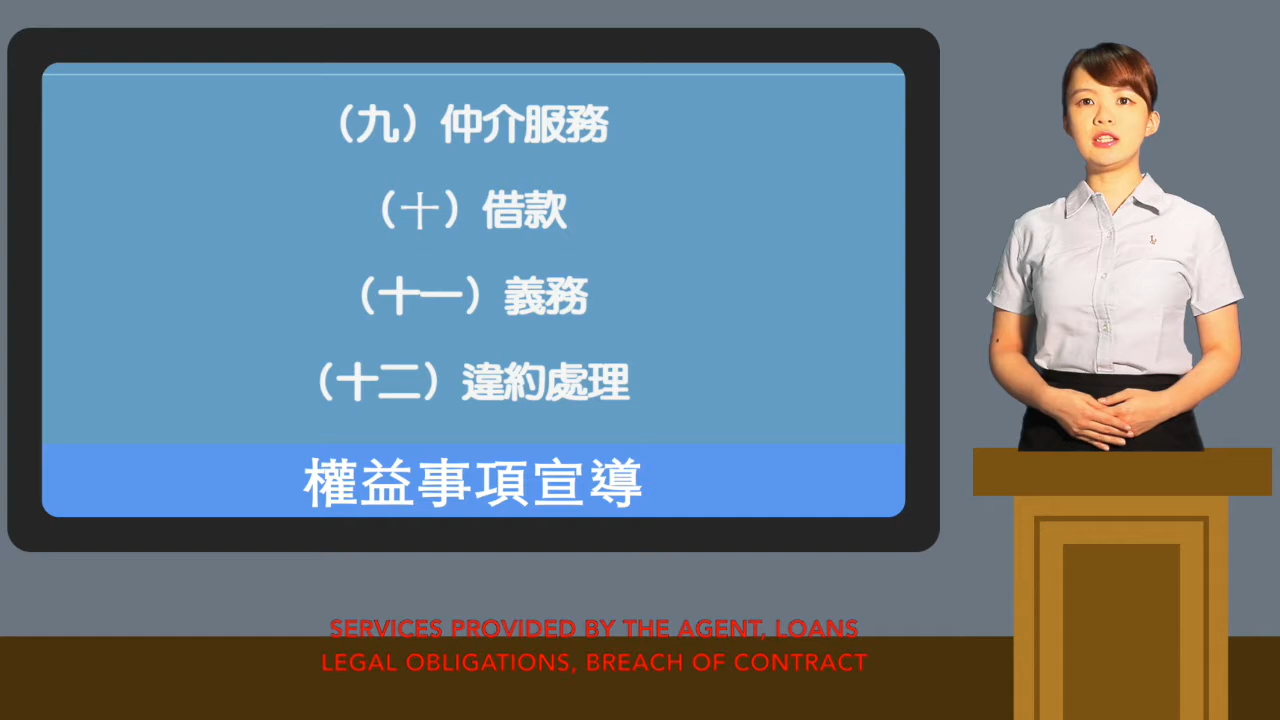 （九）仲介服務
（十）借款
（十一）義務
（十二）違約處理
權益事項宣導
SERVICES PROVIDED BY THE AGENT, LOANS
LEGAL OBLIGATIONS, BREACH OF CONTRACT